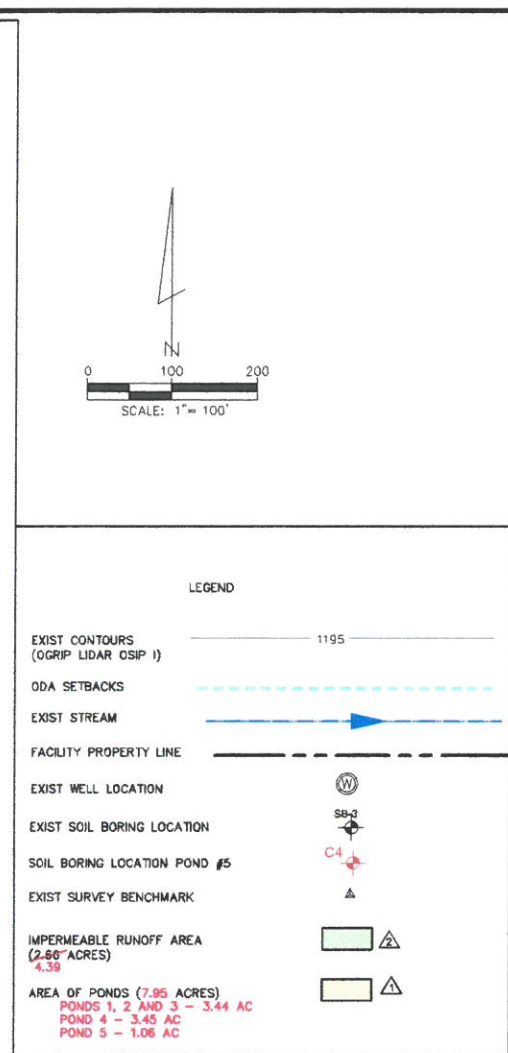 N
0 100 200
SCALE: 1"= 100'
LEGEND
EXIST CONTOURS 1195
(OGRIP LIDAR OSIP I)
ODA SETBACKS
EXIST STREAM
FACILITY PROPERTY LINE
EXIST WELL LOCATION W
EXIST SOIL BORING LOCATION SB-3
SOIL BORING LOCATION POND #5 C4
EXIST SURVEY BENCHMARK
IMPERMEABLE RUNOFF AREA 2
(2.86 ACRES)
4.39
AREA OF PONDS (7.95 ACRES) 1
PONDS 1, 2 AND 3 – 3.44 AC
POND 4 – 3.45 AC
POND 5 – 1.06 AC